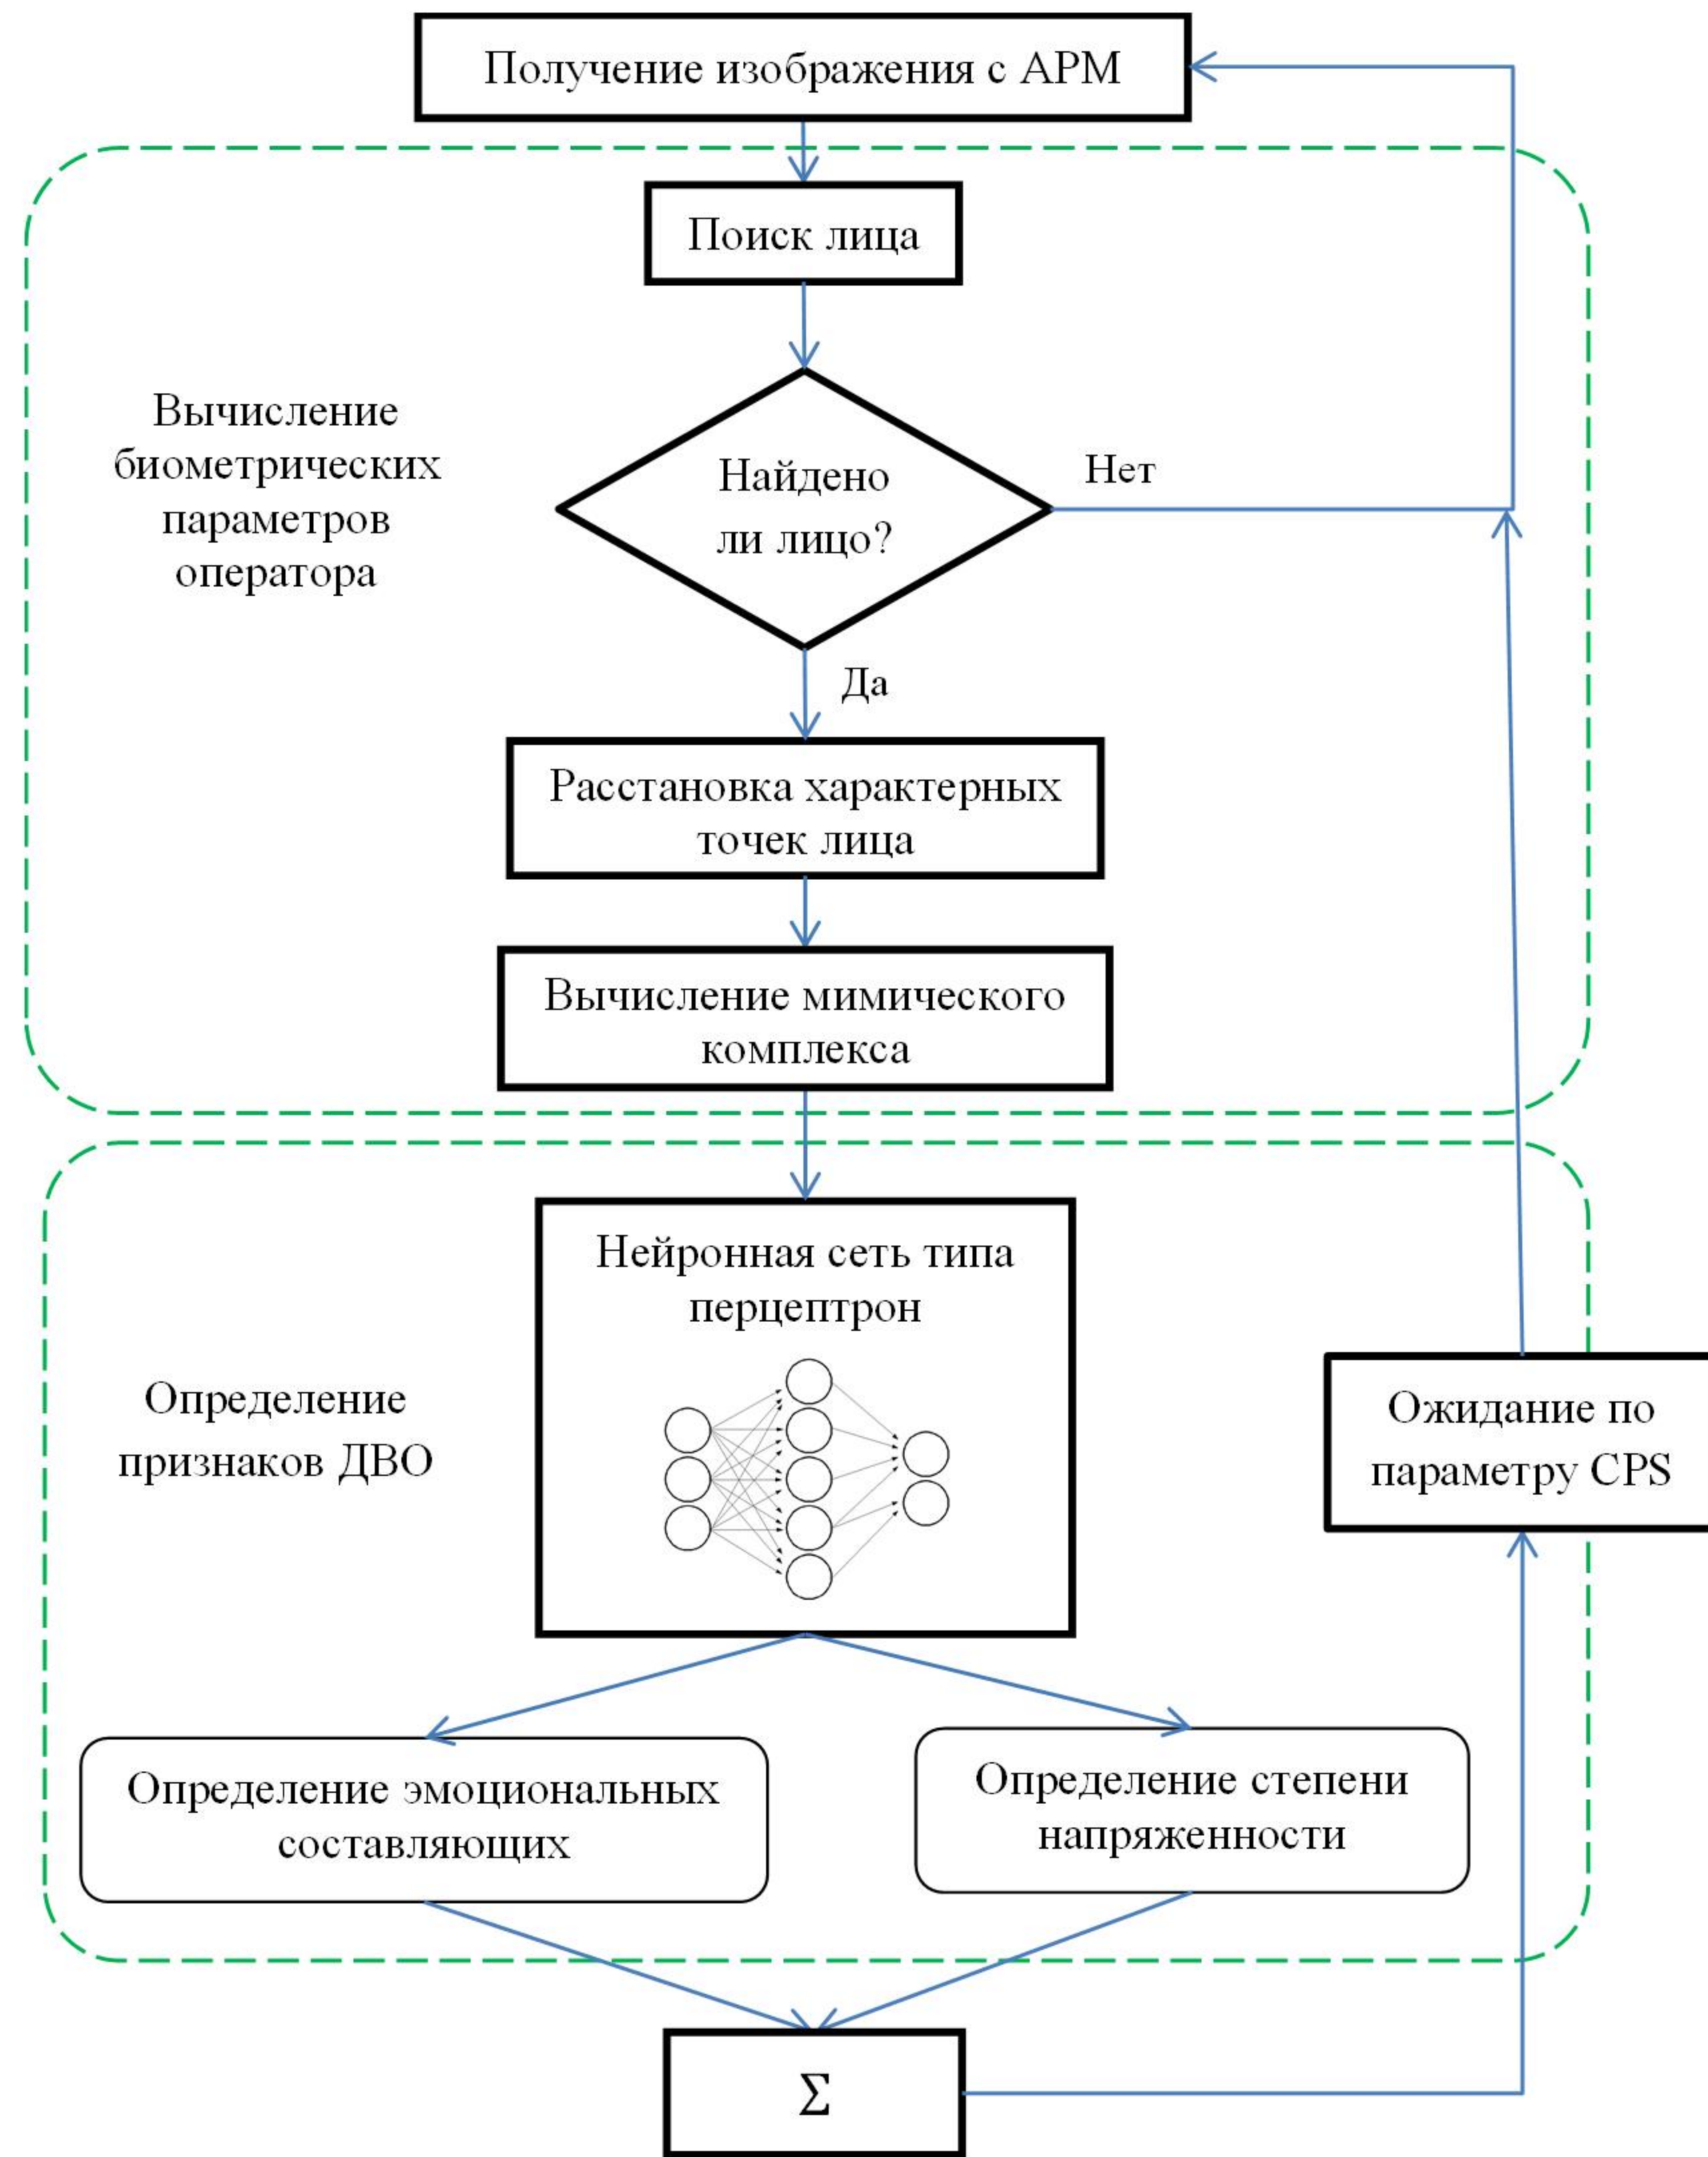 Получение изображения с АРМ
Поиск лица
Вычисление
биометрических
параметров
оператора
Найдено
ли лицо?
Нет
Да
Расстановка характерных
точек лица
Вычисление мимического
комплекса
Нейронная сеть типа
перцептрон
Определение
признаков ДВО
Ожидание по
параметру CPS
Определение эмоциональных
составляющих
Определение степени
напряженности
Σ